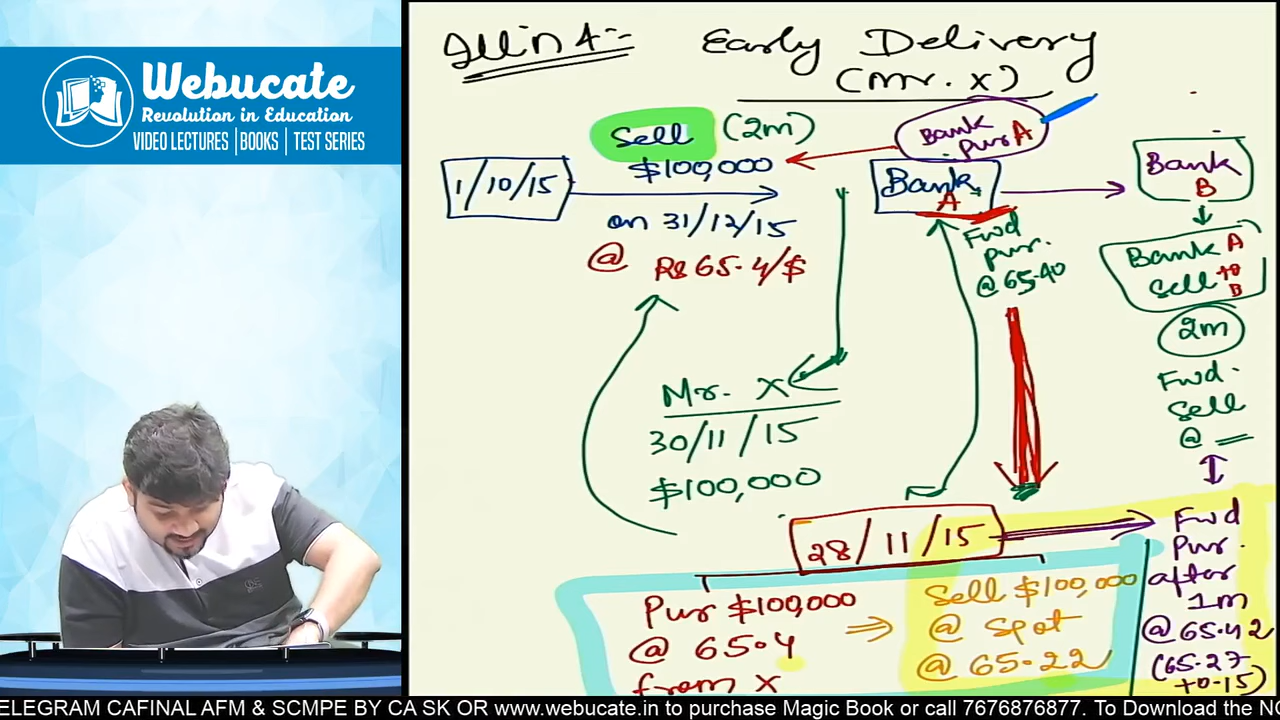 Webucate
Revolution in Education
VIDEO LECTURES | BOOKS | TEST SERIES
Illn 4:-
Early Delivery
(Mr. X)
1/10/15
Sell (2m)
$100,000
on 31/12/15
@ Rs 65.4/$
Bank
purA
Bank
A
Fwd
pur.
@ 65.40
Bank
B
Bank A
Sell to
B
2m
Fwd.
Sell
@ —
Mr. X
30/11/15
$100,000
28/11/15
Pur $100,000
@ 65.4
from X
⇒
Sell $100,000
@ Spot
@ 65.22
Fwd
Pur.
after
1m
@ 65.42
(65.27
+0.15)
ELEGRAM CAFINAL AFM & SCMPE BY CA SK OR www.webucate.in to purchase Magic Book or call 7676876877. To Download the NO